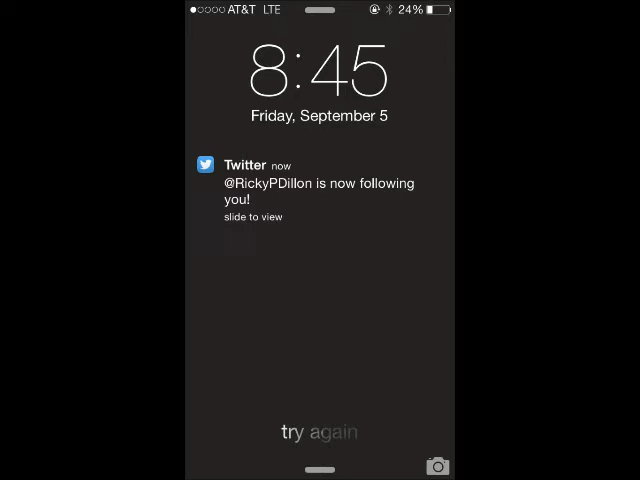 AT&T LTE 24%
8:45
Friday, September 5
Twitter now
@RickyPDillon is now following
you!
slide to view
try again